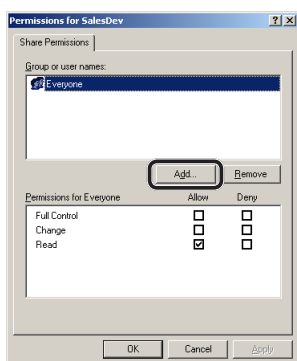 Permissions for SalesDev
Share Permissions
Group or user names:
Everyone
Add... Remove
Permissions for Everyone Allow Deny
Full Control
Change
Read
OK Cancel Apply